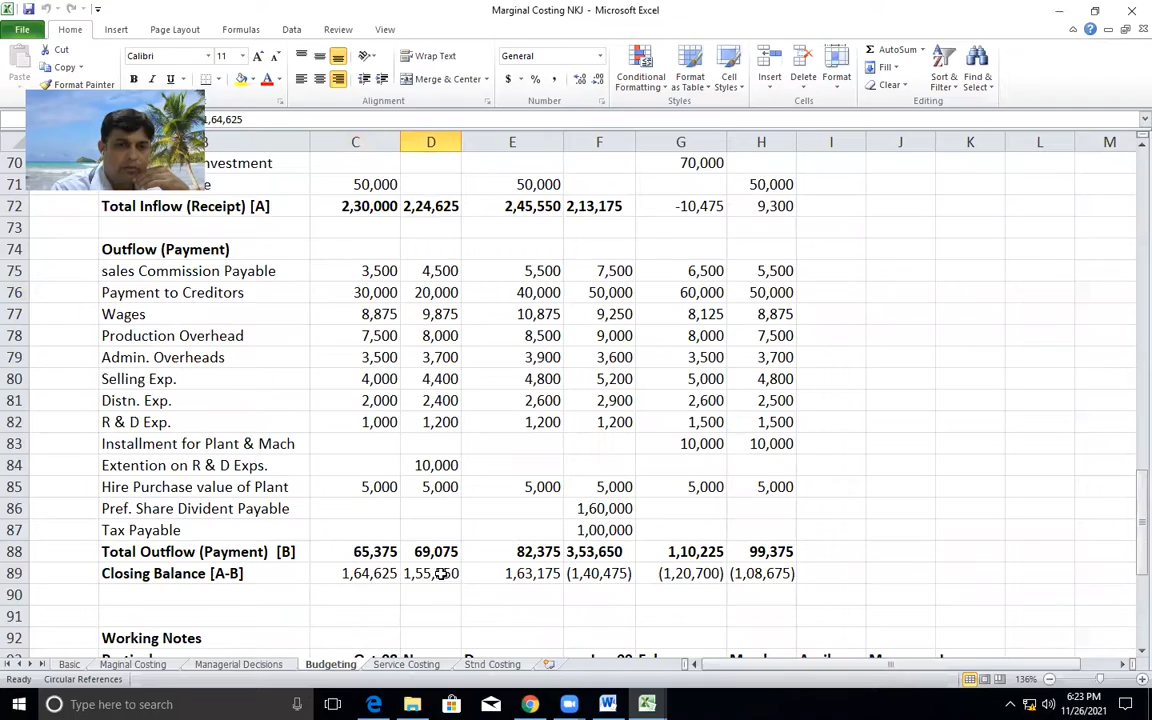 Marginal Costing NKJ - Microsoft Excel
File Home Insert Page Layout Formulas Data Review View
Cut Calibri 11 Wrap Text General AutoSum
Paste Copy Fill
Format Painter Merge & Center Conditional Formatting Format as Table Cell Styles Insert Delete Format Clear Sort & Filter Find & Select
Alignment Number Styles Cells Editing
1,64,625
C D E F G H I J K L M
70 nvestment 70,000
71 e 50,000 50,000 50,000
72 Total Inflow (Receipt) [A] 2,30,000 2,24,625 2,45,550 2,13,175 -10,475 9,300
73
74 Outflow (Payment)
75 sales Commission Payable 3,500 4,500 5,500 7,500 6,500 5,500
76 Payment to Creditors 30,000 20,000 40,000 50,000 60,000 50,000
77 Wages 8,875 9,875 10,875 9,250 8,125 8,875
78 Production Overhead 7,500 8,000 8,500 9,000 8,000 7,500
79 Admin. Overheads 3,500 3,700 3,900 3,600 3,500 3,700
80 Selling Exp. 4,000 4,400 4,800 5,200 5,000 4,800
81 Distn. Exp. 2,000 2,400 2,600 2,900 2,600 2,500
82 R & D Exp. 1,000 1,200 1,200 1,200 1,500 1,500
83 Installment for Plant & Mach 10,000 10,000
84 Extention on R & D Exps. 10,000
85 Hire Purchase value of Plant 5,000 5,000 5,000 5,000 5,000 5,000
86 Pref. Share Divident Payable 1,60,000
87 Tax Payable 1,00,000
88 Total Outflow (Payment) [B] 65,375 69,075 82,375 3,53,650 1,10,225 99,375
89 Closing Balance [A-B] 1,64,625 1,63,175 (1,40,475) (1,20,700) (1,08,675)
90
91
92 Working Notes
Basic Maginal Costing Managerial Decisions Budgeting Service Costing Stnd Costing
Ready Circular References 136%
Type here to search 6:23 PM
11/26/2021